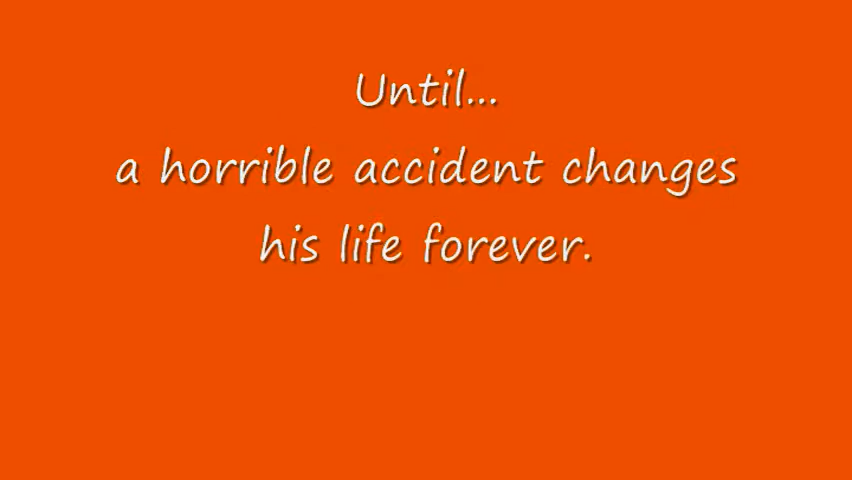 Until...
a horrible accident changes
his life forever.